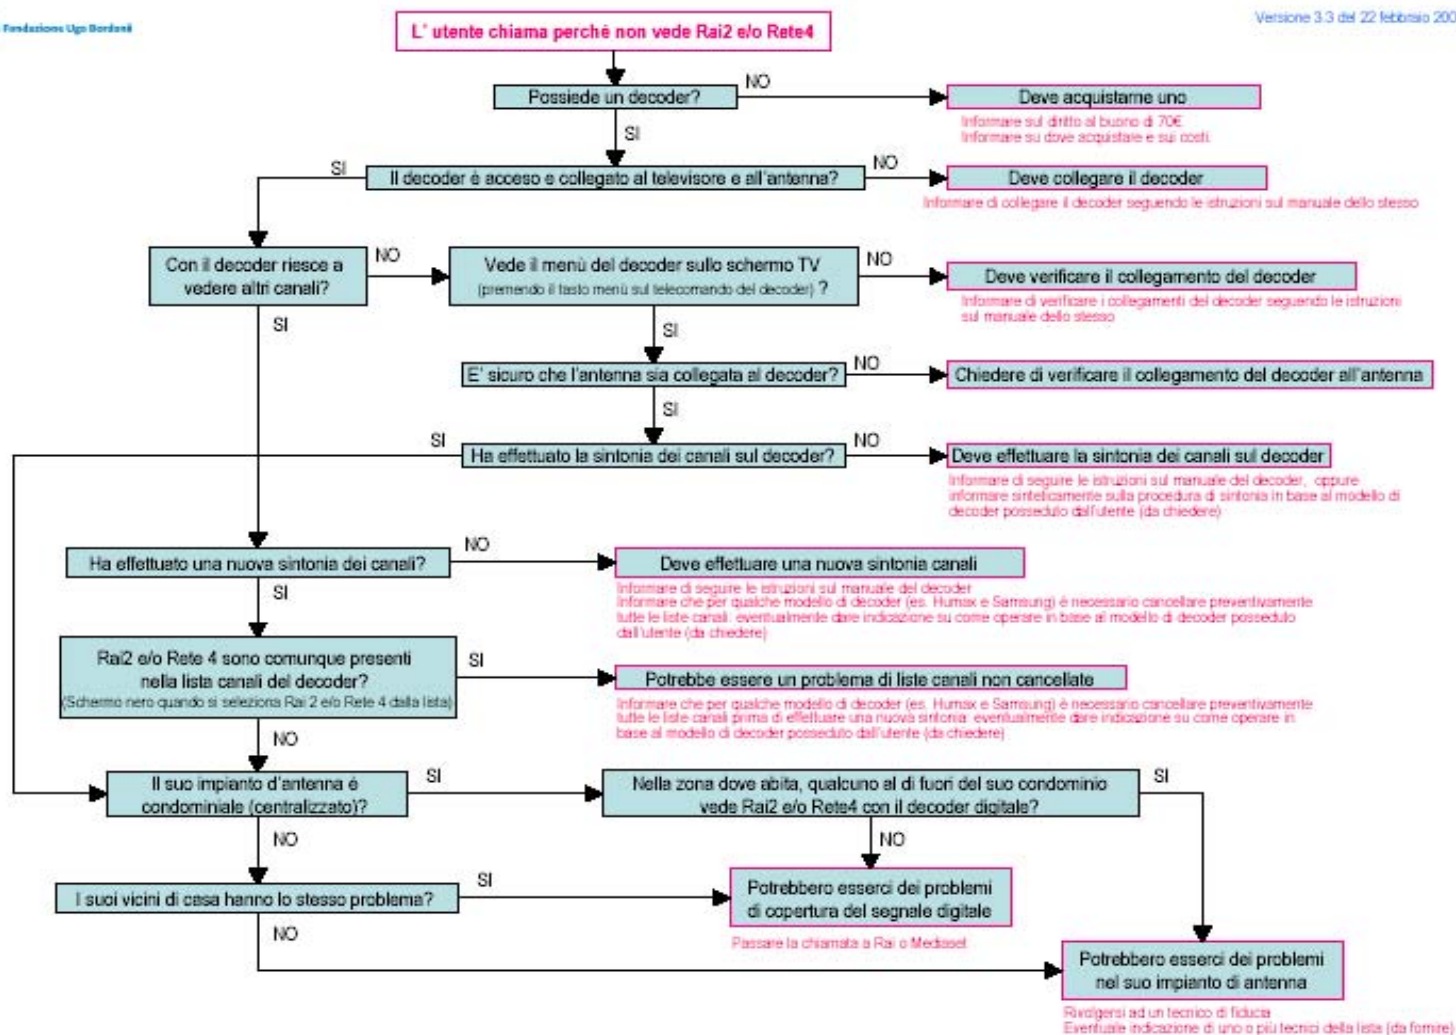 Fondazione Ugo Bordoni
Versione 3.3 del 22 febbraio 200
L' utente chiama perchè non vede Rai2 e/o Rete4
Possiede un decoder?
NO
Deve acquistarne uno
Informare sul diritto al buono di 70€
Informare su dove acquistare e sui costi
SI
SI
Il decoder è acceso e collegato al televisore e all'antenna?
NO
Deve collegare il decoder
Informare di collegare il decoder seguendo le istruzioni sul manuale dello stesso
Con il decoder riesce a
vedere altri canali?
NO
Vede il menù del decoder sullo schermo TV
(premendo il tasto menù sul telecomando del decoder) ?
NO
Deve verificare il collegamento del decoder
Informare di verificare i collegamenti del decoder seguendo le istruzioni
sul manuale dello stesso
SI
SI
E' sicuro che l'antenna sia collegata al decoder?
NO
Chiedere di verificare il collegamento del decoder all'antenna
SI
SI
Ha effettuato la sintonia dei canali sul decoder?
NO
Deve effettuare la sintonia dei canali sul decoder
Informare di seguire le istruzioni sul manuale del decoder, oppure
informare sinteticamente sulla procedura di sintonia in base al modello di
decoder posseduto dall'utente (da chiedere)
Ha effettuato una nuova sintonia dei canali?
NO
Deve effettuare una nuova sintonia canali
Informare di seguire le istruzioni sul manuale del decoder
Informare che per qualche modello di decoder (es. Humax e Samsung) è necessario cancellare preventivamente
tutte le liste canali: eventualmente dare indicazione su come operare in base al modello di decoder posseduto
dall'utente (da chiedere)
SI
Rai2 e/o Rete 4 sono comunque presenti
nella lista canali del decoder?
(Schermo nero quando si seleziona Rai 2 e/o Rete 4 dalla lista)
SI
Potrebbe essere un problema di liste canali non cancellate
Informare che per qualche modello di decoder (es. Humax e Samsung) è necessario cancellare preventivamente
tutte le liste canali prima di effettuare una nuova sintonia: eventualmente dare indicazione su come operare in
base al modello di decoder posseduto dall'utente (da chiedere)
NO
Il suo impianto d'antenna è
condominiale (centralizzato)?
SI
Nella zona dove abita, qualcuno al di fuori del suo condominio
vede Rai2 e/o Rete4 con il decoder digitale?
SI
NO
NO
I suoi vicini di casa hanno lo stesso problema?
SI
Potrebbero esserci dei problemi
di copertura del segnale digitale
Passare la chiamata a Rai o Mediaset
NO
Potrebbero esserci dei problemi
nel suo impianto di antenna
Rivolgersi ad un tecnico di fiducia
Eventuale indicazione di uno o più tecnici della lista (da fornire)